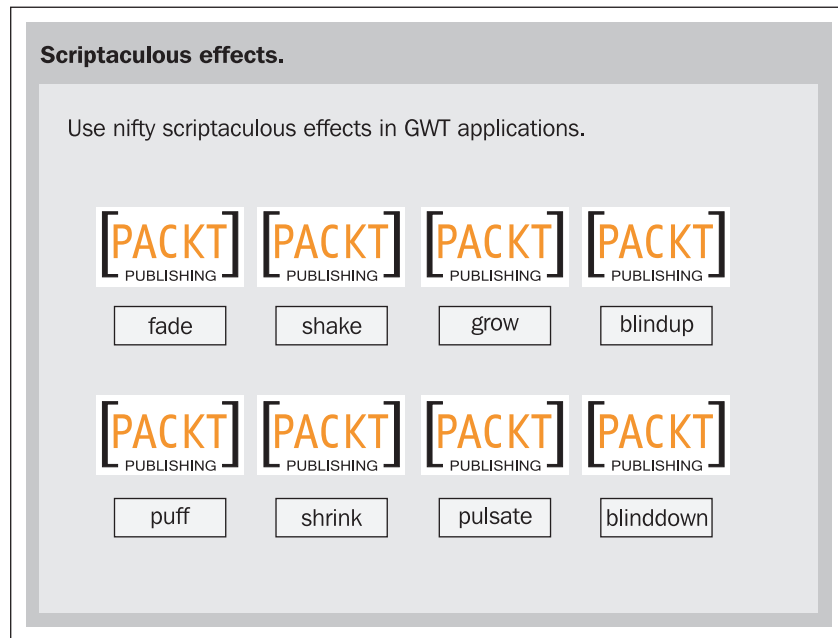 Scriptaculous effects.
Use nifty scriptaculous effects in GWT applications.
[PACKT] [PACKT] [PACKT] [PACKT]
PUBLISHING PUBLISHING PUBLISHING PUBLISHING
fade shake grow blindup
[PACKT] [PACKT] [PACKT] [PACKT]
PUBLISHING PUBLISHING PUBLISHING PUBLISHING
puff shrink pulsate blinddown